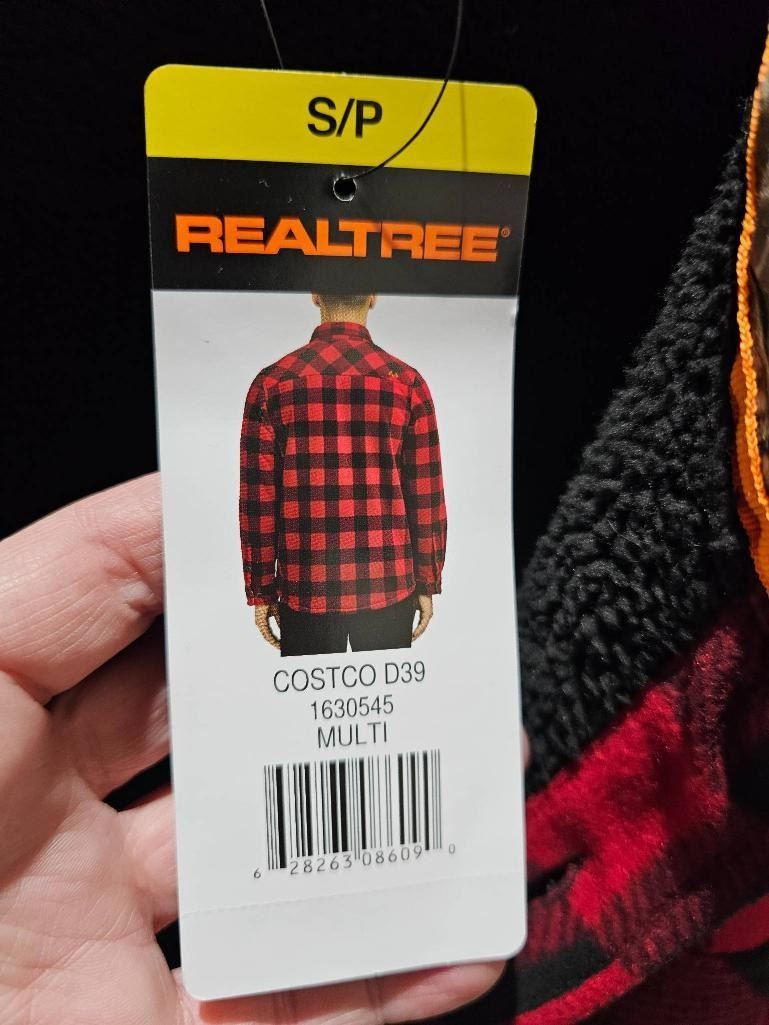 S/P
REALTREE®
COSTCO D39
1630545
MULTI
6 28263 08609 0